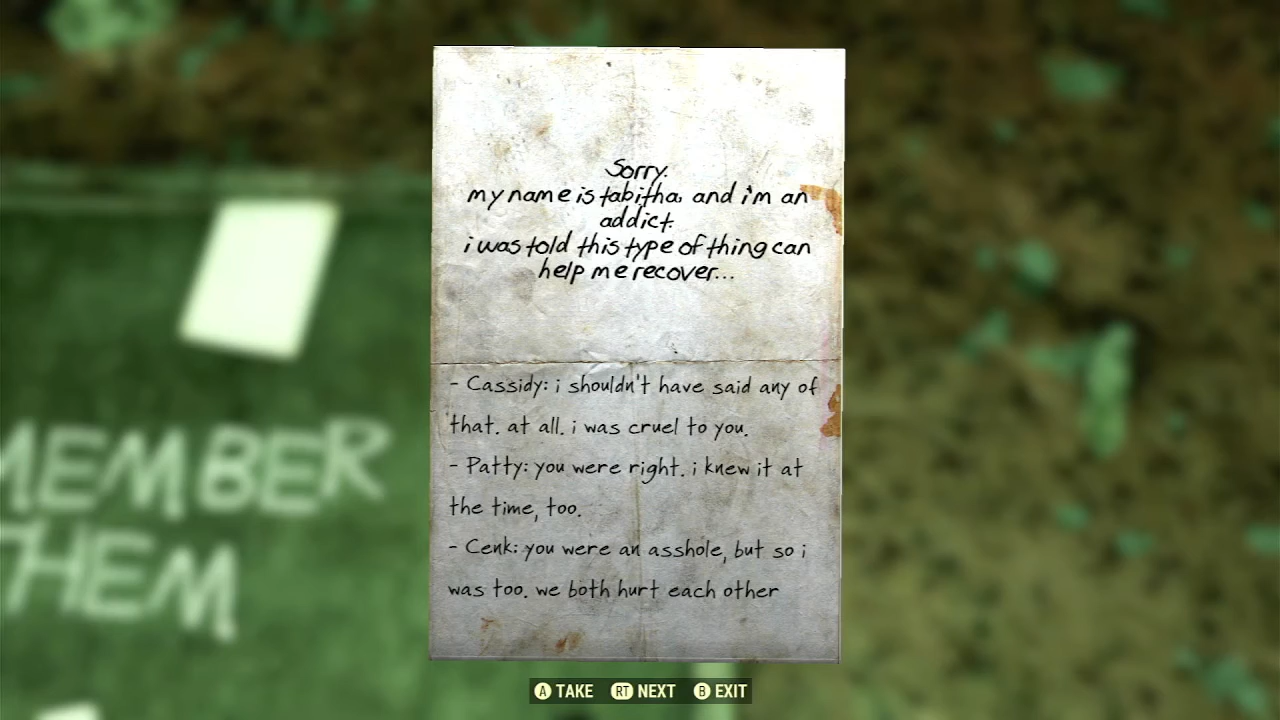 Sorry.
my name is tabitha, and i'm an
addict.
i was told this type of thing can
help me recover...
- Cassidy: i shouldn't have said any of
that. at all. i was cruel to you.
- Patty: you were right. i knew it at
the time, too.
- Cenk: you were an asshole, but so i
was too. we both hurt each other
MEMBER
THEM
A TAKE RT NEXT B EXIT